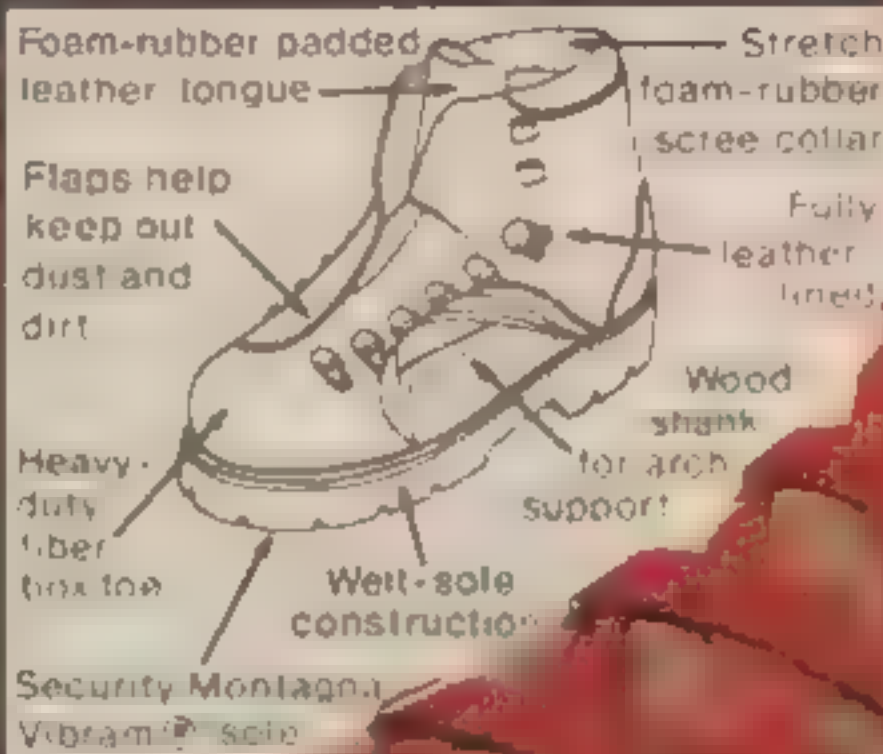 Foam-rubber padded
leather tongue
Stretch
foam-rubber
scree collar
Flaps help
keep out
dust and
dirt
Fully
leather
lined.
Wood
shank
for arch
support
Heavy-
duty
fiber
box toe
Welt-sole
construction
Security Montagna
Vibram® sole